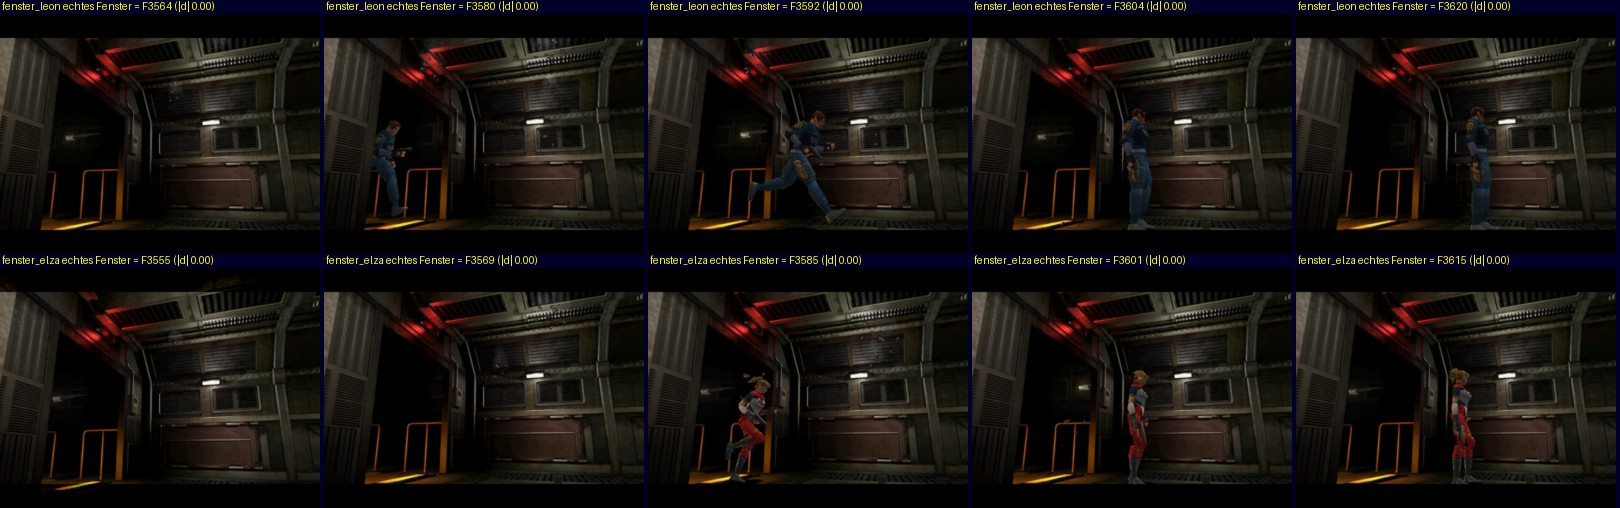 fenster_leon echtes Fenster = F3564 (|d| 0.00)
fenster_leon echtes Fenster = F3580 (|d| 0.00)
fenster_leon echtes Fenster = F3592 (|d| 0.00)
fenster_leon echtes Fenster = F3604 (|d| 0.00)
fenster_leon echtes Fenster = F3620 (|d| 0.00)
fenster_elza echtes Fenster = F3555 (|d| 0.00)
fenster_elza echtes Fenster = F3569 (|d| 0.00)
fenster_elza echtes Fenster = F3585 (|d| 0.00)
fenster_elza echtes Fenster = F3601 (|d| 0.00)
fenster_elza echtes Fenster = F3615 (|d| 0.00)